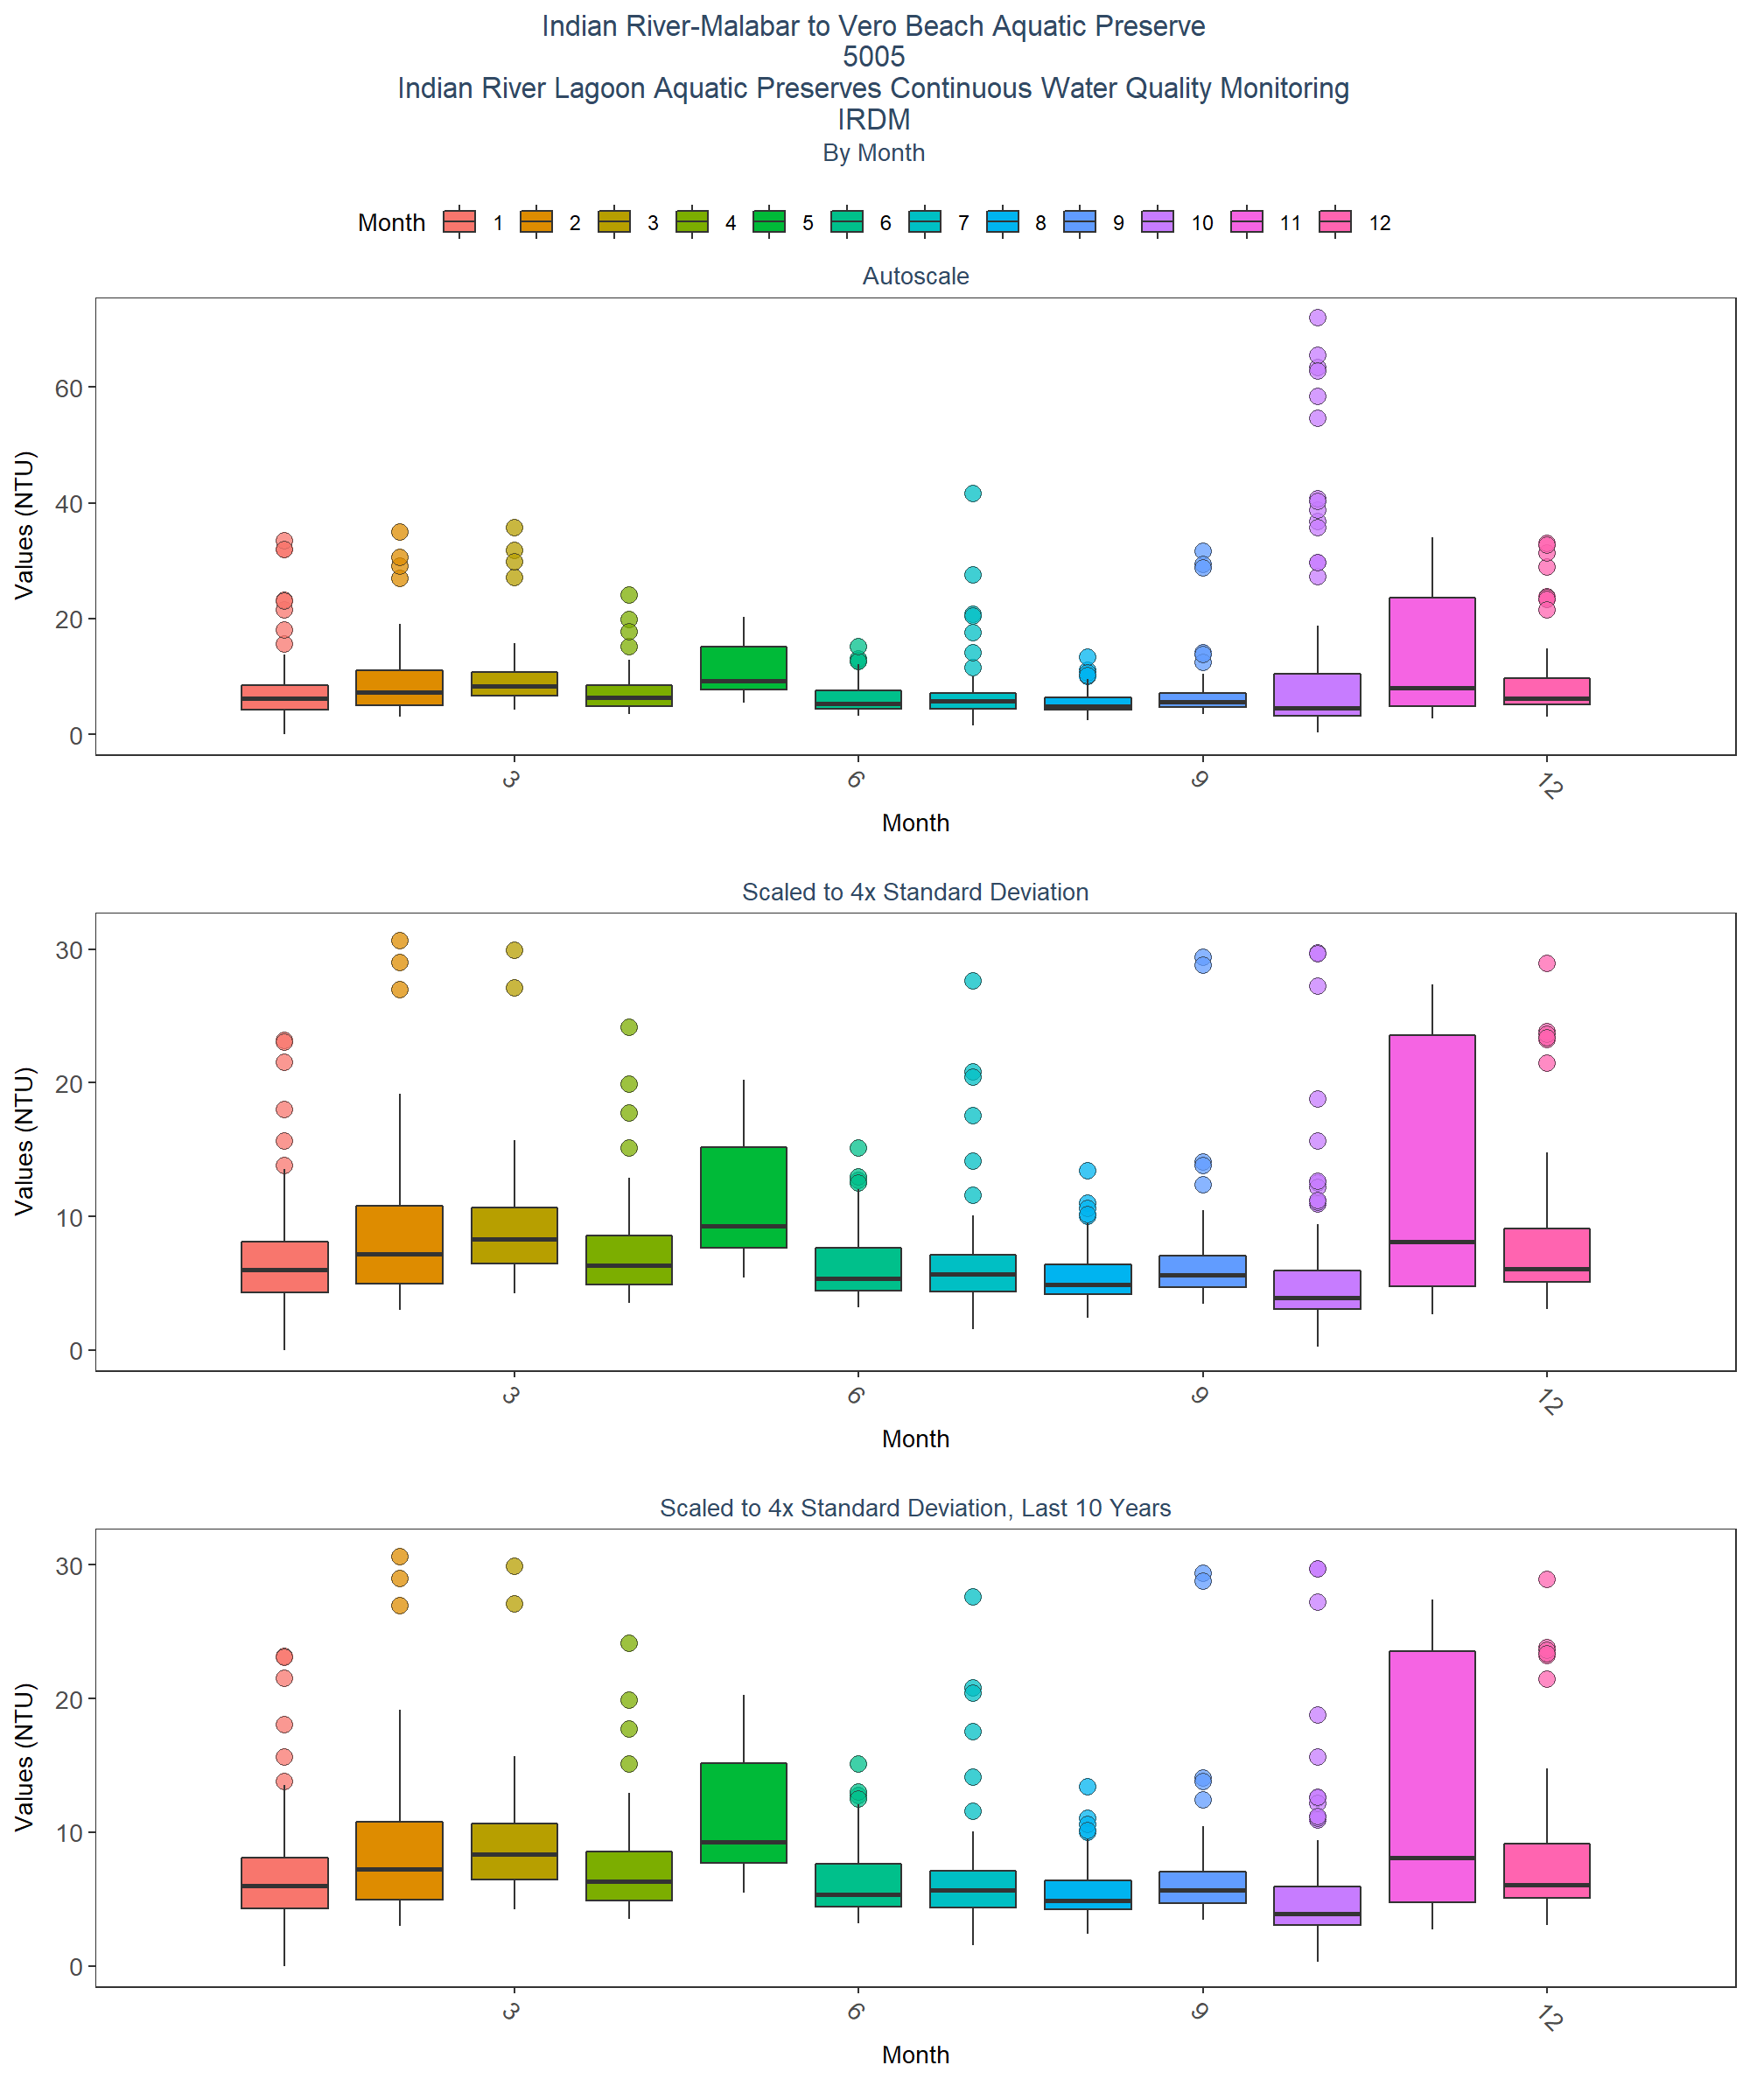 Indian River-Malabar to Vero Beach Aquatic Preserve
5005
Indian River Lagoon Aquatic Preserves Continuous Water Quality Monitoring
IRDM
By Month
Month 1 2 3 4 5 6 7 8 9 10 11 12
Autoscale
Values (NTU)
60
40
20
0
3 6 9 12
Month
Scaled to 4x Standard Deviation
Values (NTU)
30
20
10
0
3 6 9 12
Month
Scaled to 4x Standard Deviation, Last 10 Years
Values (NTU)
30
20
10
0
3 6 9 12
Month